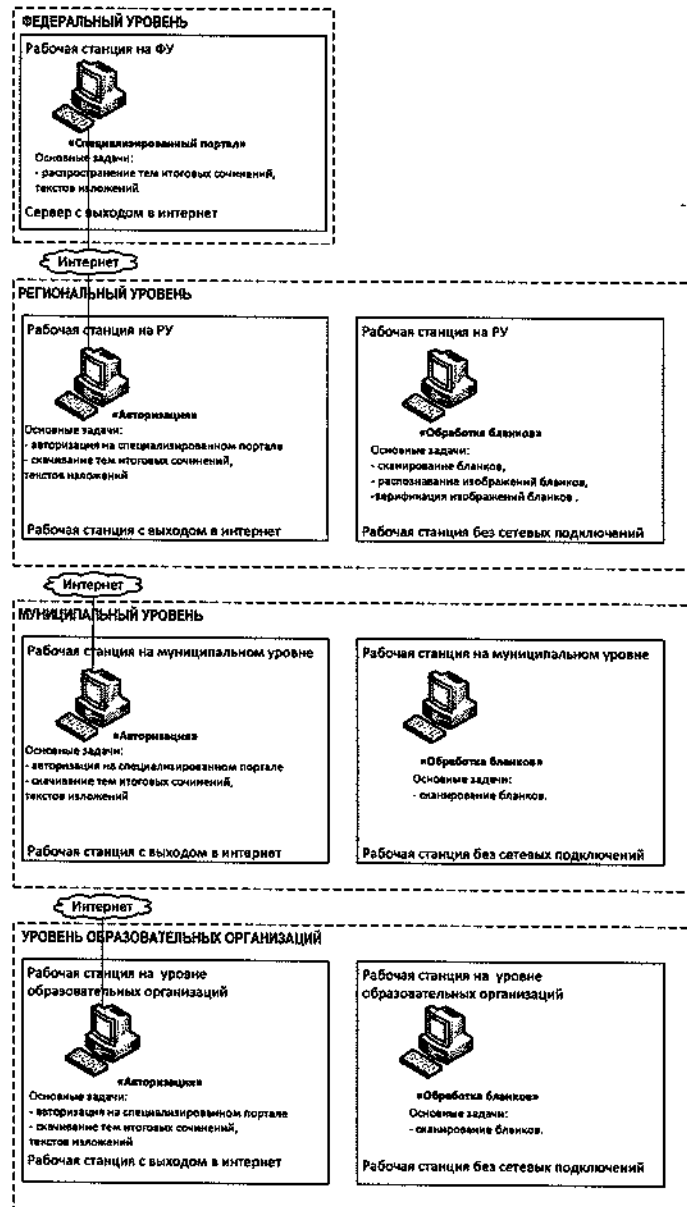 ФЕДЕРАЛЬНЫЙ УРОВЕНЬ
Рабочая станция на ФУ
«Специализированный портал»
Основные задачи:
- распространение тем итоговых сочинений,
текстов изложений
Сервер с выходом в интернет
Интернет
РЕГИОНАЛЬНЫЙ УРОВЕНЬ
Рабочая станция на РУ
«Авторизация»
Основные задачи:
- авторизация на специализированном портале
- скачивание тем итоговых сочинений,
текстов изложений
Рабочая станция с выходом в интернет
Рабочая станция на РУ
«Обработка бланков»
Основные задачи:
- сканирование бланков,
- распознавание изображений бланков,
-верификация изображений бланков .
Рабочая станция без сетевых подключений
Интернет
МУНИЦИПАЛЬНЫЙ УРОВЕНЬ
Рабочая станция на муниципальном уровне
«Авторизация»
Основные задачи:
- авторизация на специализированном портале
- скачивание тем итоговых сочинений,
текстов изложений
Рабочая станция с выходом в интернет
Рабочая станция на муниципальном уровне
«Обработка бланков»
Основные задачи:
- сканирование бланков.
Рабочая станция без сетевых подключений
Интернет
УРОВЕНЬ ОБРАЗОВАТЕЛЬНЫХ ОРГАНИЗАЦИЙ
Рабочая станция на уровне
образовательных организаций
«Авторизация»
Основные задачи:
- авторизация на специализированном портале
- скачивание тем итоговых сочинений,
текстов изложений
Рабочая станция с выходом в интернет
Рабочая станция на уровне
образовательных организаций
«Обработка бланков»
Основные задачи:
- сканирование бланков.
Рабочая станция без сетевых подключений